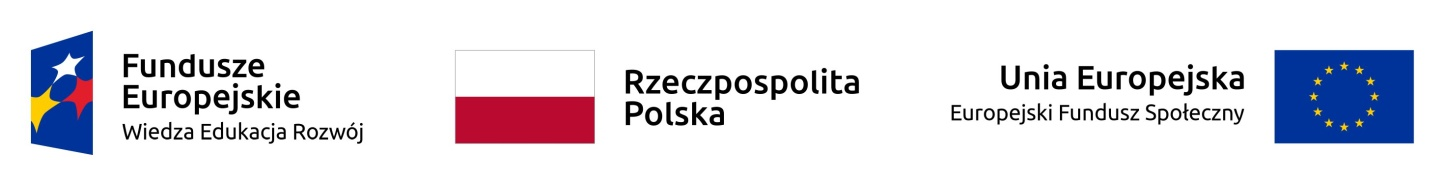 Fundusze
Europejskie
Wiedza Edukacja Rozwój
Rzeczpospolita
Polska
Unia Europejska
Europejski Fundusz Społeczny